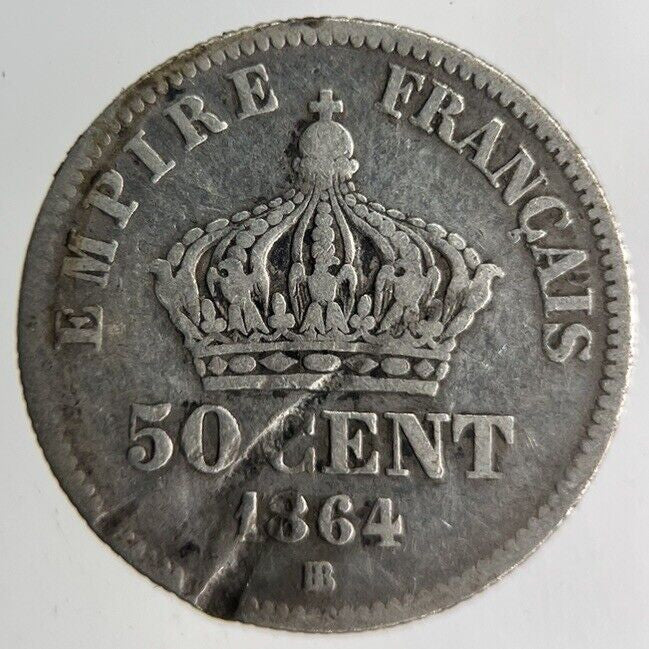 EMPIRE FRANÇAIS
50 CENT
1864
BB